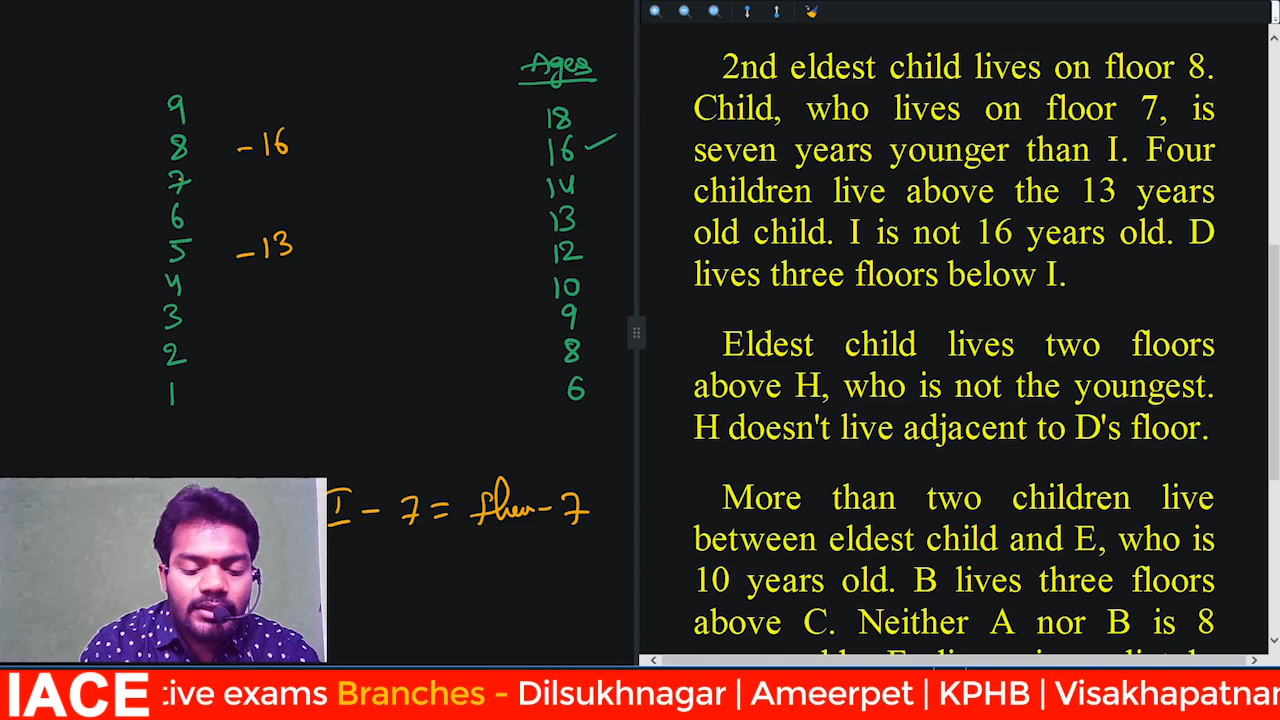 Ages
9 18
8 - 16 16 ✓
7 14
6 13
5 - 13 12
4 10
3 9
2 8
1 6
I - 7 = floor - 7
2nd eldest child lives on floor 8.
Child, who lives on floor 7, is
seven years younger than I. Four
children live above the 13 years
old child. I is not 16 years old. D
lives three floors below I.
Eldest child lives two floors
above H, who is not the youngest.
H doesn't live adjacent to D's floor.
More than two children live
between eldest child and E, who is
10 years old. B lives three floors
above C. Neither A nor B is 8
IACE
tive exams Branches - Dilsukhnagar | Ameerpet | KPHB | Visakhapatnar